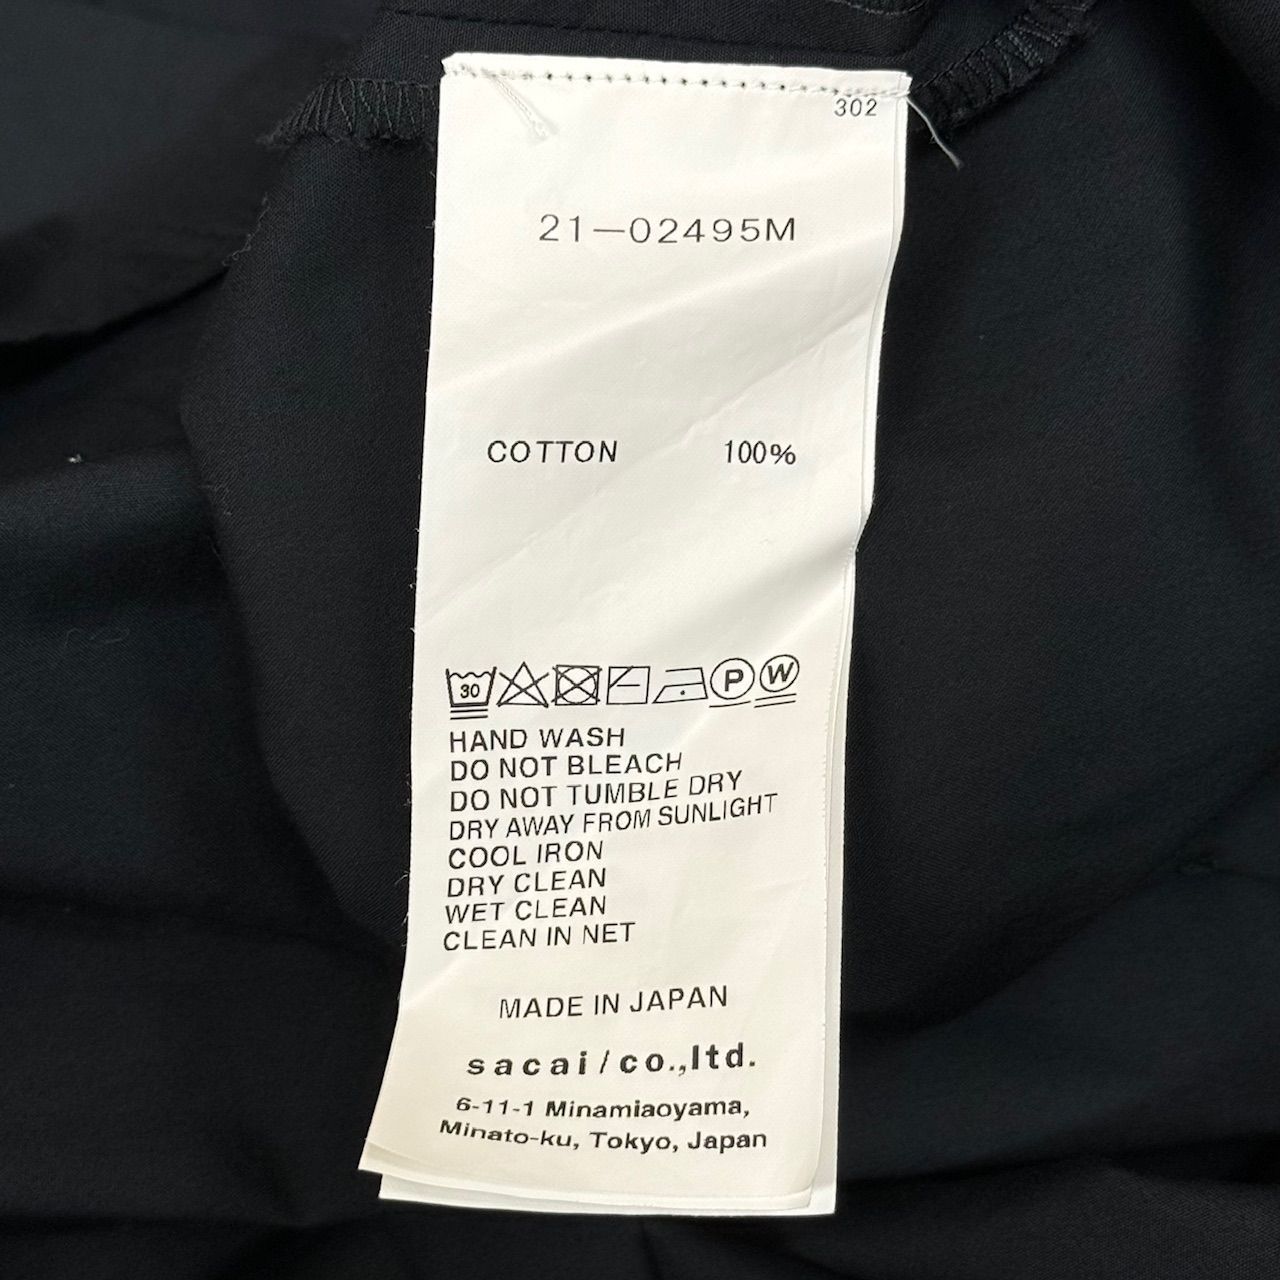 302
21-02495M
COTTON 100%
30 P W
HAND WASH
DO NOT BLEACH
DO NOT TUMBLE DRY
DRY AWAY FROM SUNLIGHT
COOL IRON
DRY CLEAN
WET CLEAN
CLEAN IN NET
MADE IN JAPAN
sacai/co.,ltd.
6-11-1 Minamiaoyama,
Minato-ku, Tokyo, Japan